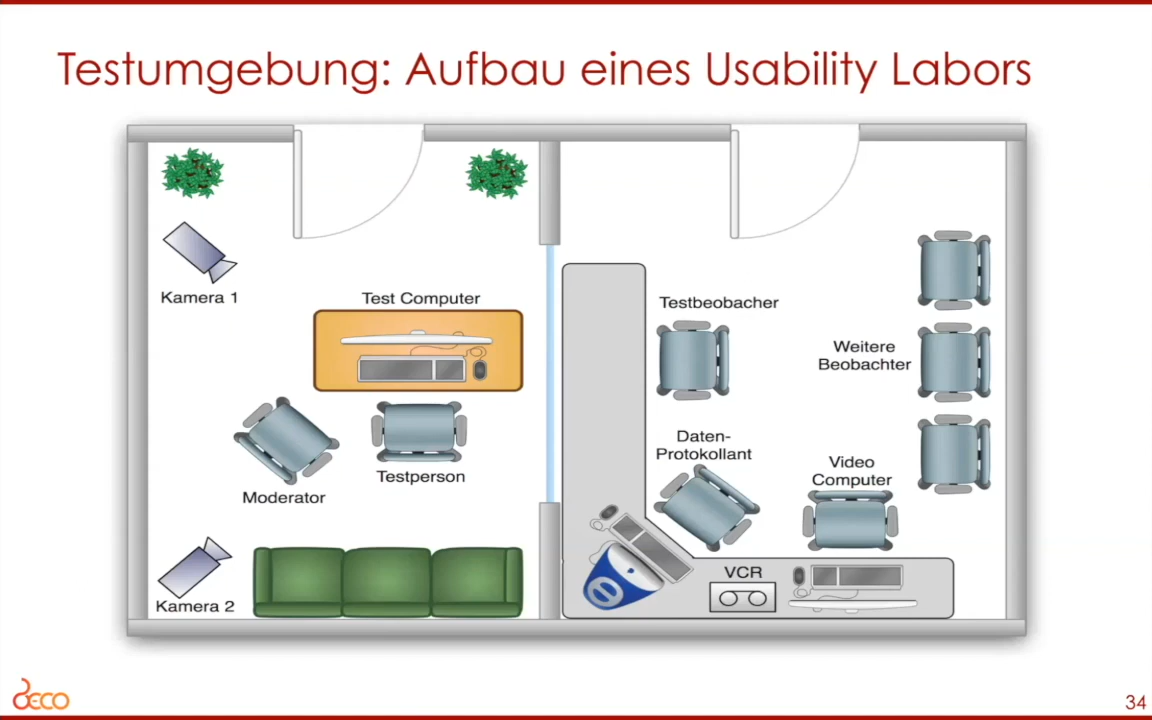 Testumgebung: Aufbau eines Usability Labors
Kamera 1
Test Computer
Testbeobacher
Weitere
Beobachter
Daten-
Protokollant
Video
Computer
Testperson
Moderator
VCR
Kamera 2
DECO
34